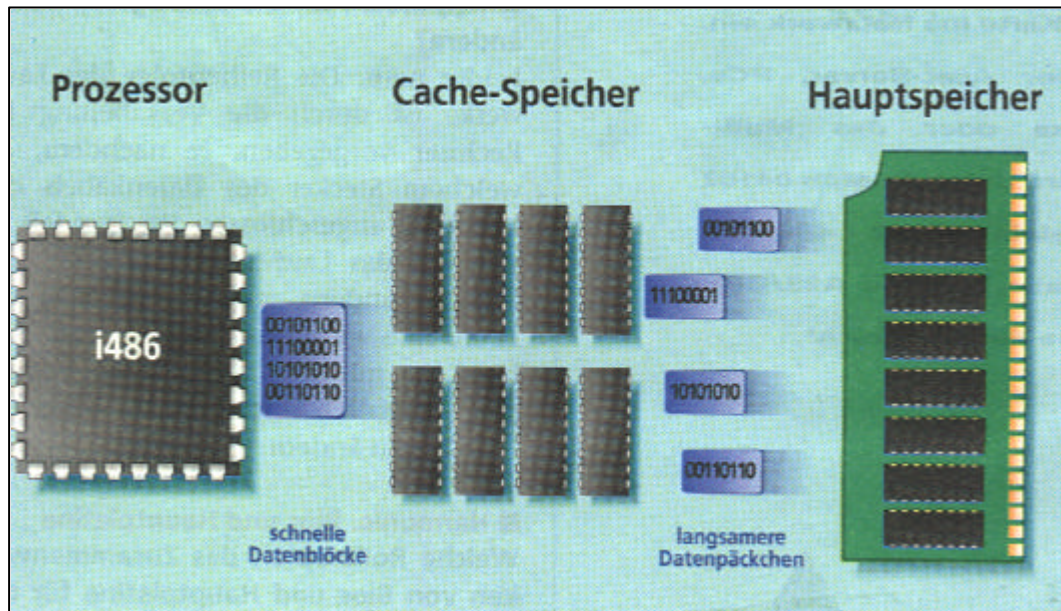 Prozessor
Cache-Speicher
Hauptspeicher
i486
00101100
11100001
10101010
00110110
00101100
11100001
10101010
00110110
schnelle
Datenblöcke
langsamere
Datenpäckchen